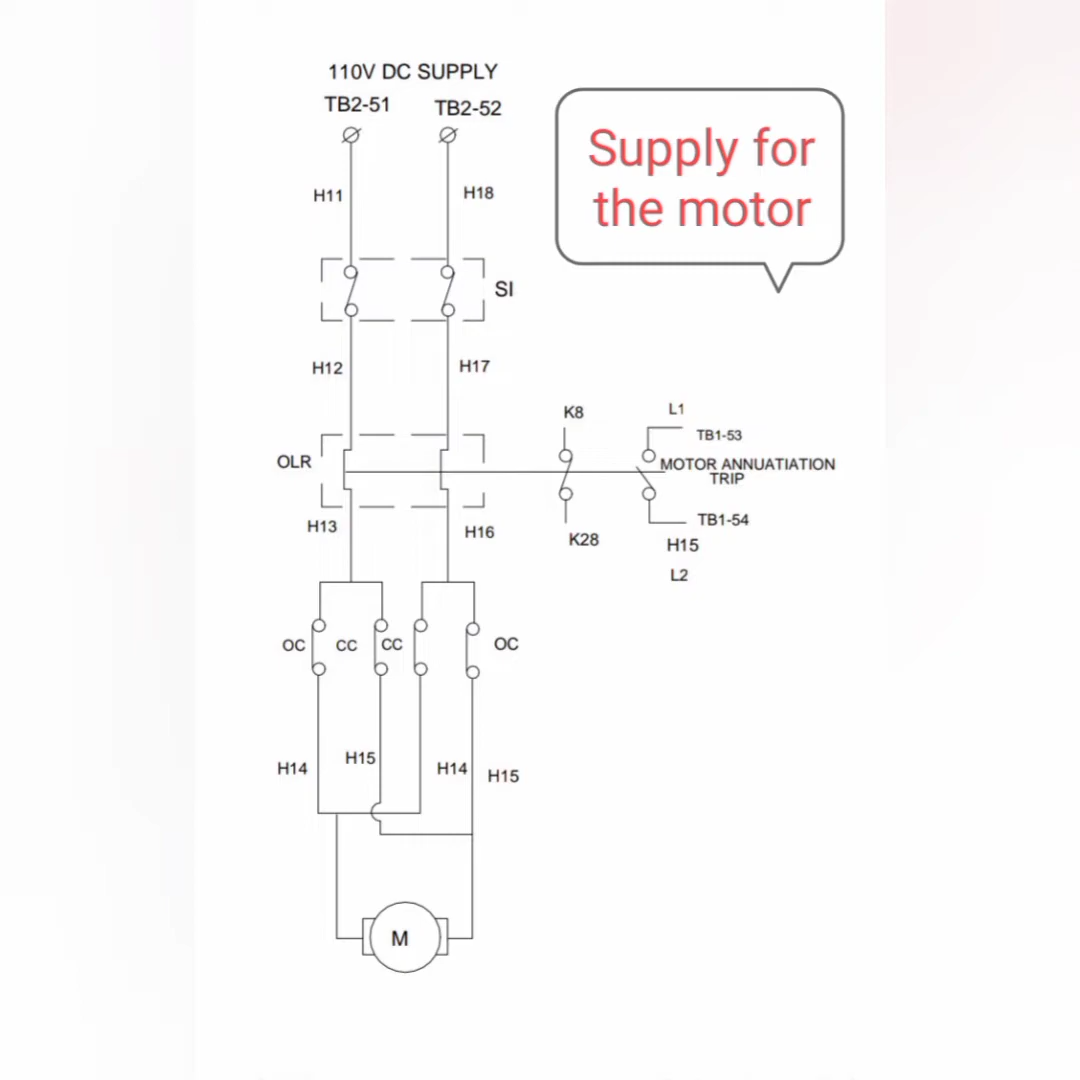 110V DC SUPPLY
TB2-51
TB2-52
Supply for
the motor
H11
H18
SI
H12
H17
K8
L1
TB1-53
OLR
MOTOR ANNUATIATION
TRIP
H13
H16
K28
TB1-54
H15
L2
OC
CC
CC
OC
H14
H15
H14
H15
M